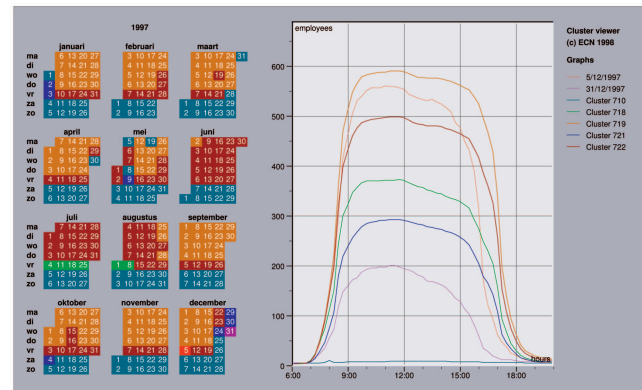 1997
januari februari maart
ma 6 13 20 27 3 10 17 24 3 10 17 24 31
di 7 14 21 28 4 11 18 25 4 11 18 25
wo 1 8 15 22 29 5 12 19 26 5 12 19 26
do 2 9 16 23 30 6 13 20 27 6 13 20 27
vr 3 10 17 24 31 7 14 21 28 7 14 21 28
za 4 11 18 25 1 8 15 22 1 8 15 22 29
zo 5 12 19 26 2 9 16 23 2 9 16 23 30
april mei juni
ma 7 14 21 28 5 12 19 26 2 9 16 23 30
di 1 8 15 22 29 6 13 20 27 3 10 17 24
wo 2 9 16 23 30 7 14 21 28 4 11 18 25
do 3 10 17 24 1 8 15 22 29 5 12 19 26
vr 4 11 18 25 2 9 16 23 30 6 13 20 27
za 5 12 19 26 3 10 17 24 31 7 14 21 28
zo 6 13 20 27 4 11 18 25 1 8 15 22 29
juli augustus september
ma 7 14 21 28 4 11 18 25 1 8 15 22 29
di 1 8 15 22 29 5 12 19 26 2 9 16 23 30
wo 2 9 16 23 30 6 13 20 27 3 10 17 24
do 3 10 17 24 31 7 14 21 28 4 11 18 25
vr 4 11 18 25 1 8 15 22 29 5 12 19 26
za 5 12 19 26 2 9 16 23 30 6 13 20 27
zo 6 13 20 27 3 10 17 24 31 7 14 21 28
oktober november december
ma 6 13 20 27 3 10 17 24 1 8 15 22 29
di 7 14 21 28 4 11 18 25 2 9 16 23 30
wo 1 8 15 22 29 5 12 19 26 3 10 17 24 31
do 2 9 16 23 30 6 13 20 27 4 11 18 25
vr 3 10 17 24 31 7 14 21 28 5 12 19 26
za 4 11 18 25 1 8 15 22 29 6 13 20 27
zo 5 12 19 26 2 9 16 23 30 7 14 21 28
employees
700
600
500
400
300
200
100
0
hours
6:00 9:00 12:00 15:00 18:00
Cluster viewer
(c) ECN 1998
Graphs
5/12/1997
31/12/1997
Cluster 710
Cluster 718
Cluster 719
Cluster 721
Cluster 722